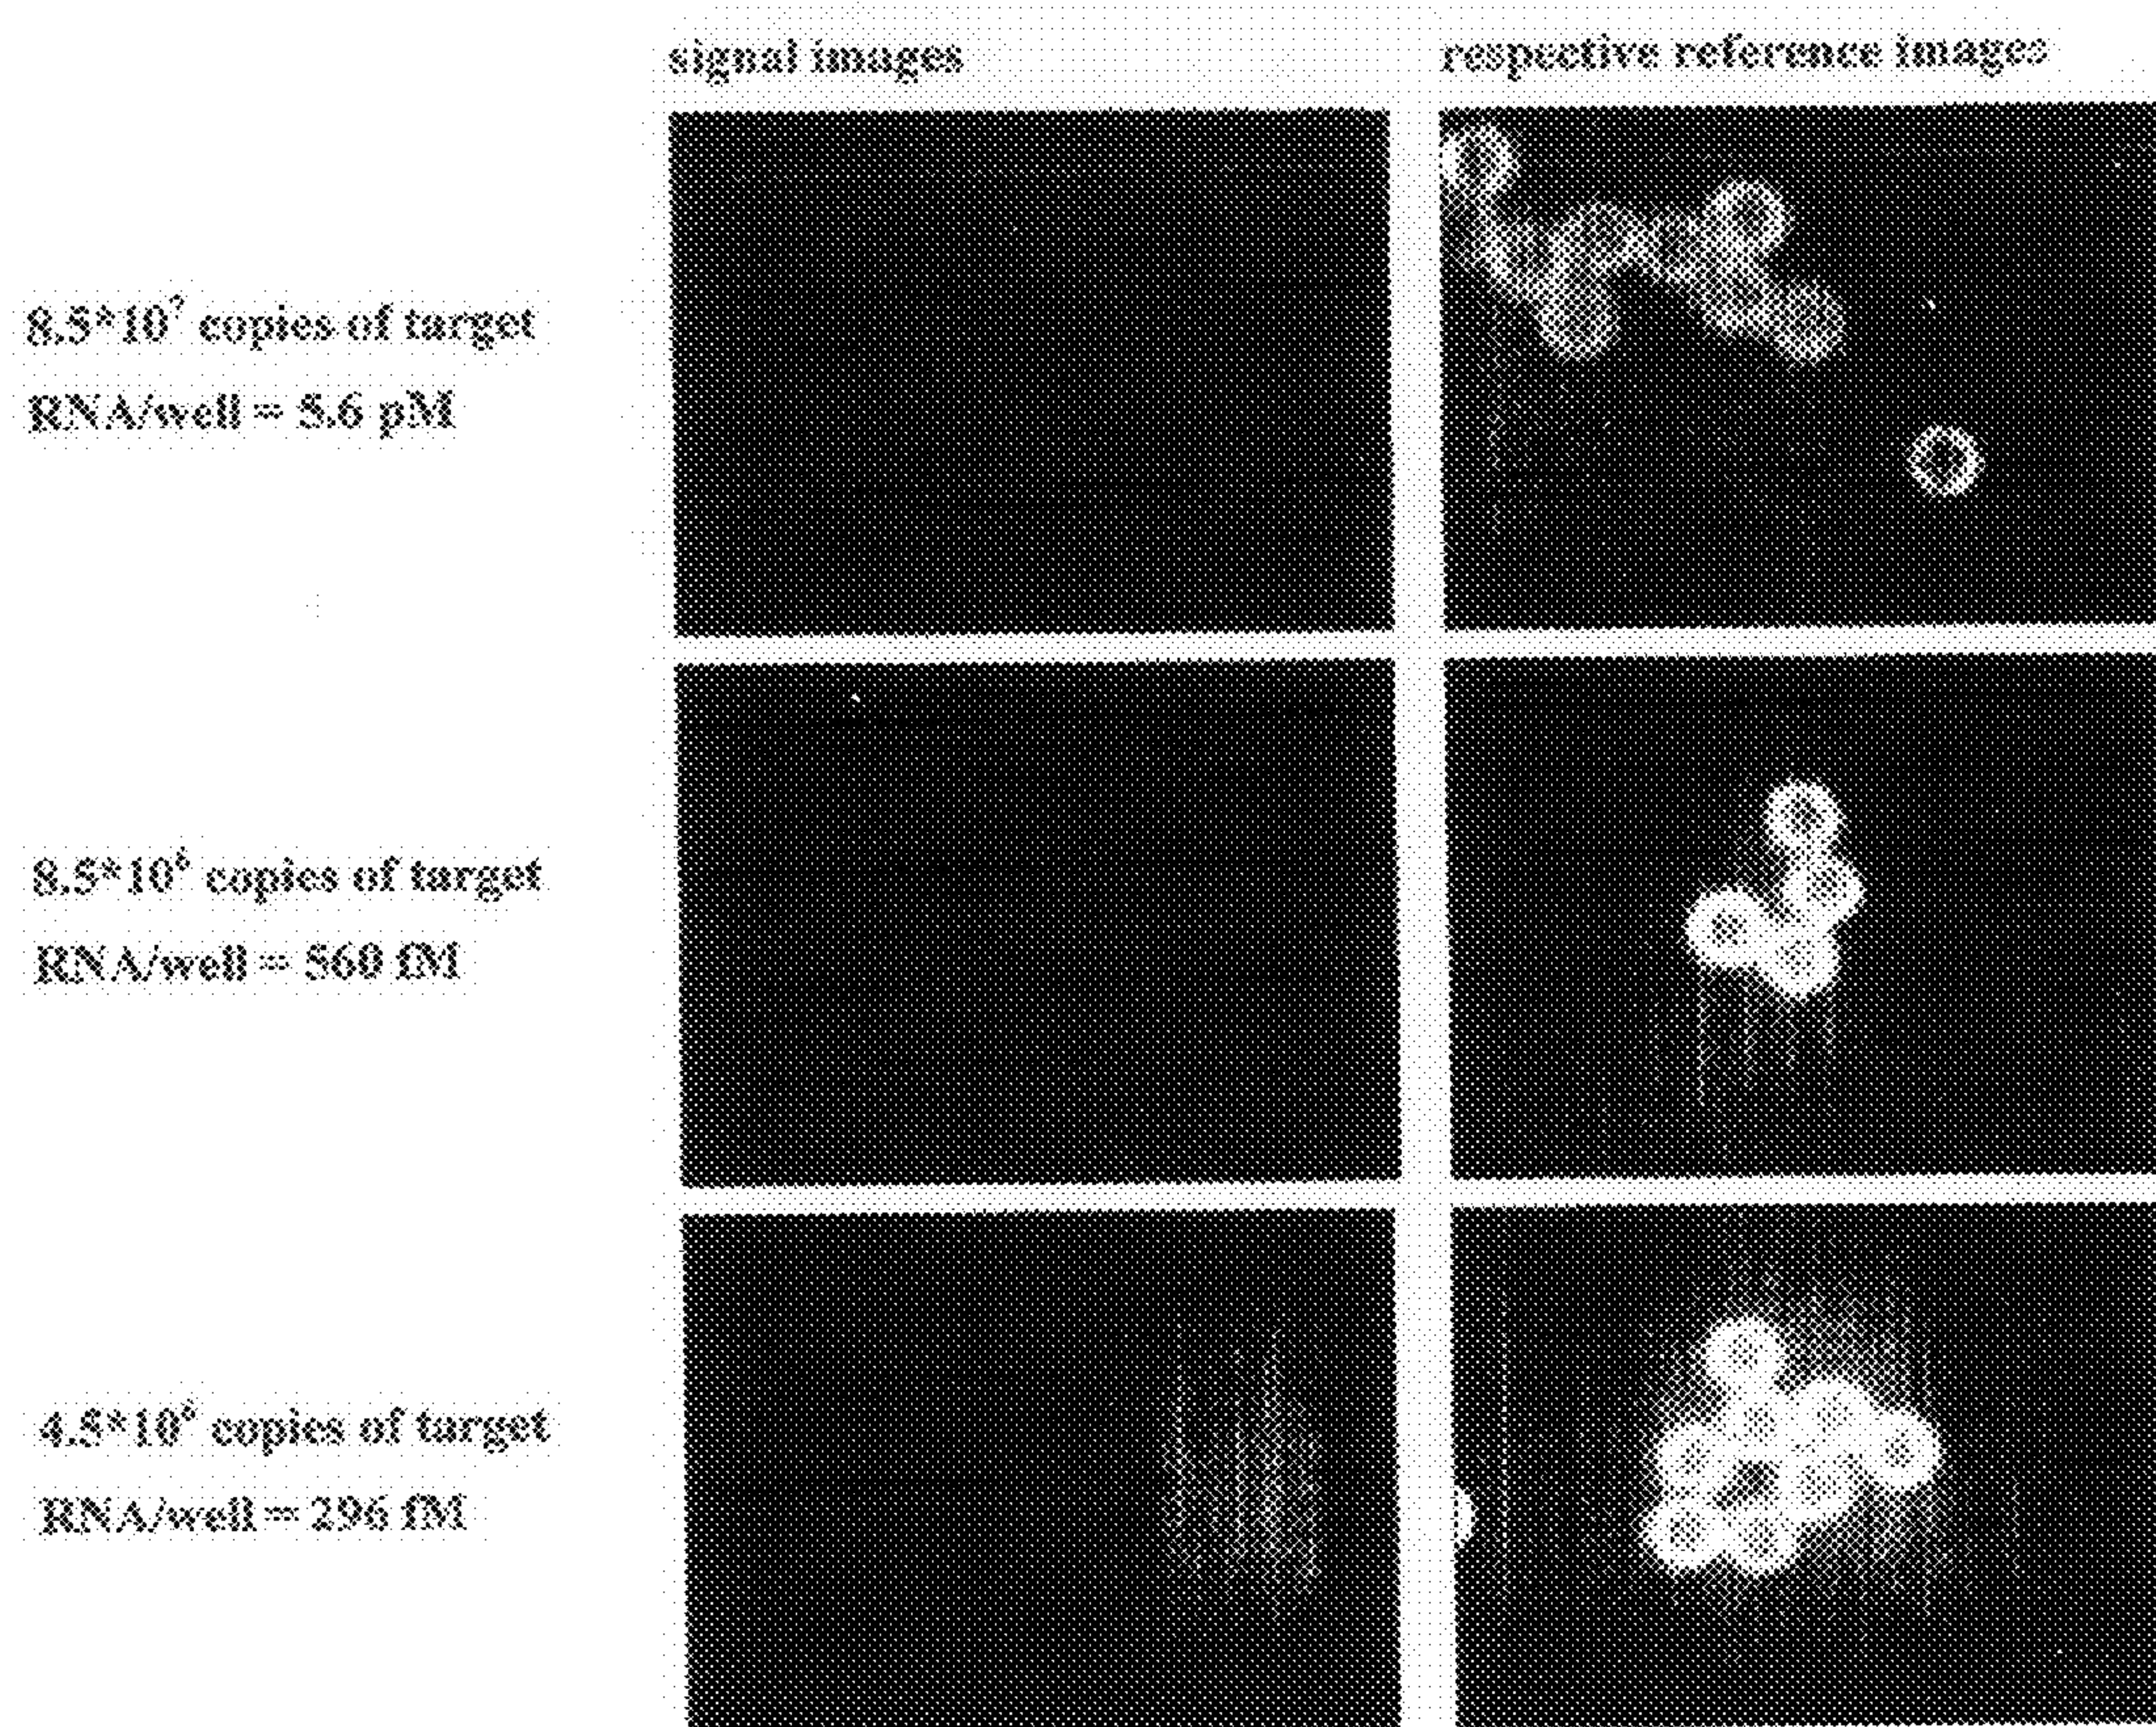 signal images
respective reference images
8.5*10⁷ copies of target
RNA/well = 5.6 pM
8.5*10⁶ copies of target
RNA/well = 560 fM
4.5*10⁶ copies of target
RNA/well = 296 fM